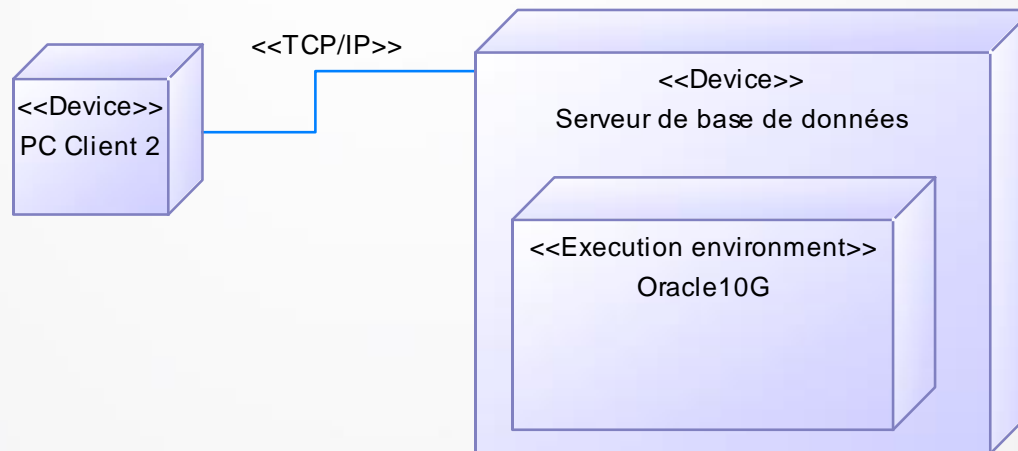 <<TCP/IP>>
<<Device>>
PC Client 2
<<Device>>
Serveur de base de données
<<Execution environment>>
Oracle10G